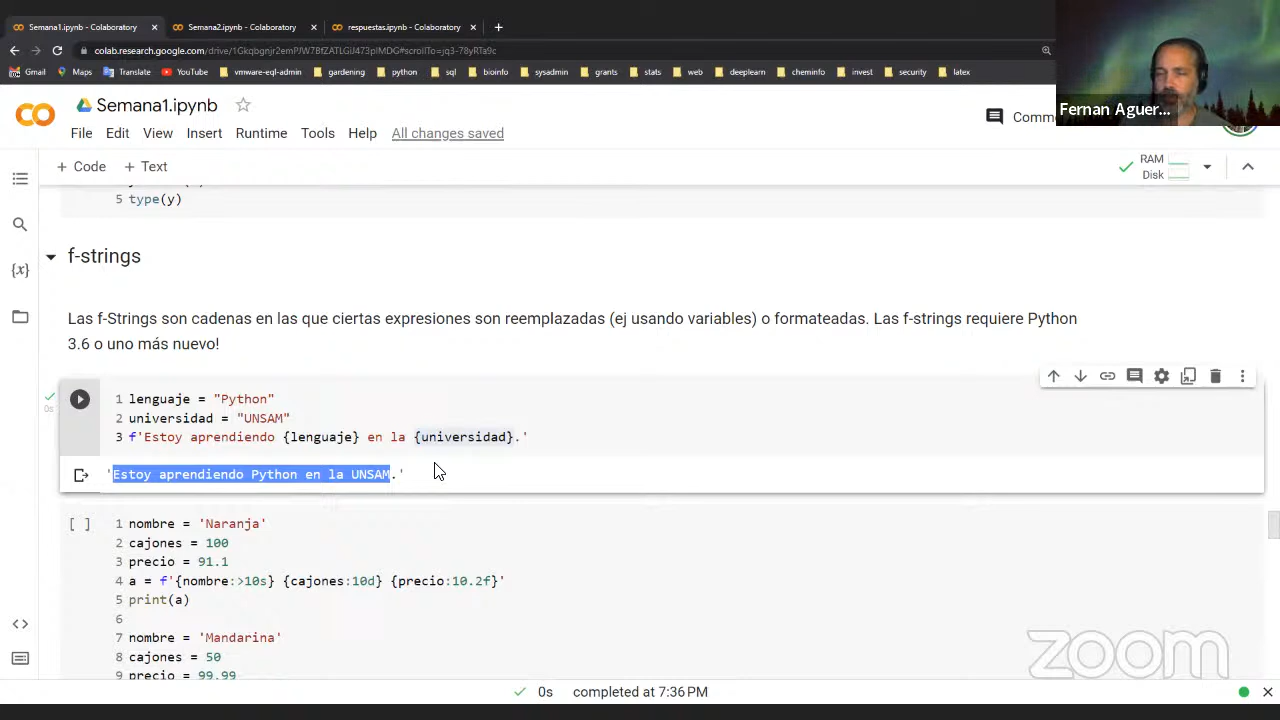 Semana1.ipynb - Colaboratory
Semana2.ipynb - Colaboratory
respuestas.ipynb - Colaboratory
Gmail
Maps
Translate
YouTube
vmware-eql-admin
gardening
python
sql
bioinfo
sysadmin
grants
stats
web
deeplearn
cheminfo
invest
security
latex
Fernan Aguer...
CO
Semana1.ipynb
File Edit View Insert Runtime Tools Help All changes saved
Comm
+ Code + Text
RAM
Disk
5 type(y)
f-strings
{x}
Las f-Strings son cadenas en las que ciertas expresiones son reemplazadas (ej usando variables) o formateadas. Las f-strings requiere Python
3.6 o uno más nuevo!
0s
1 lenguaje = "Python"
2 universidad = "UNSAM"
3 f'Estoy aprendiendo {lenguaje} en la {universidad}.'
'Estoy aprendiendo Python en la UNSAM.'
[ ]
1 nombre = 'Naranja'
2 cajones = 100
3 precio = 91.1
4 a = f'{nombre:>10s} {cajones:10d} {precio:10.2f}'
5 print(a)
6
7 nombre = 'Mandarina'
8 cajones = 50
9 precio = 99.99
zoom
0s completed at 7:36 PM